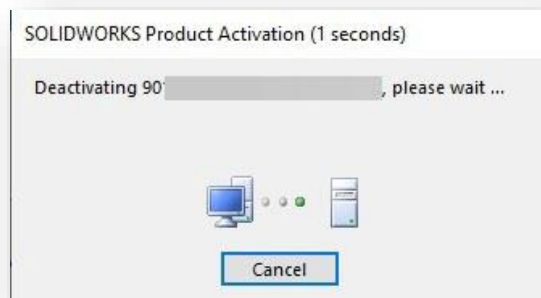 SOLIDWORKS Product Activation (1 seconds)
Deactivating 90 , please wait ...
Cancel